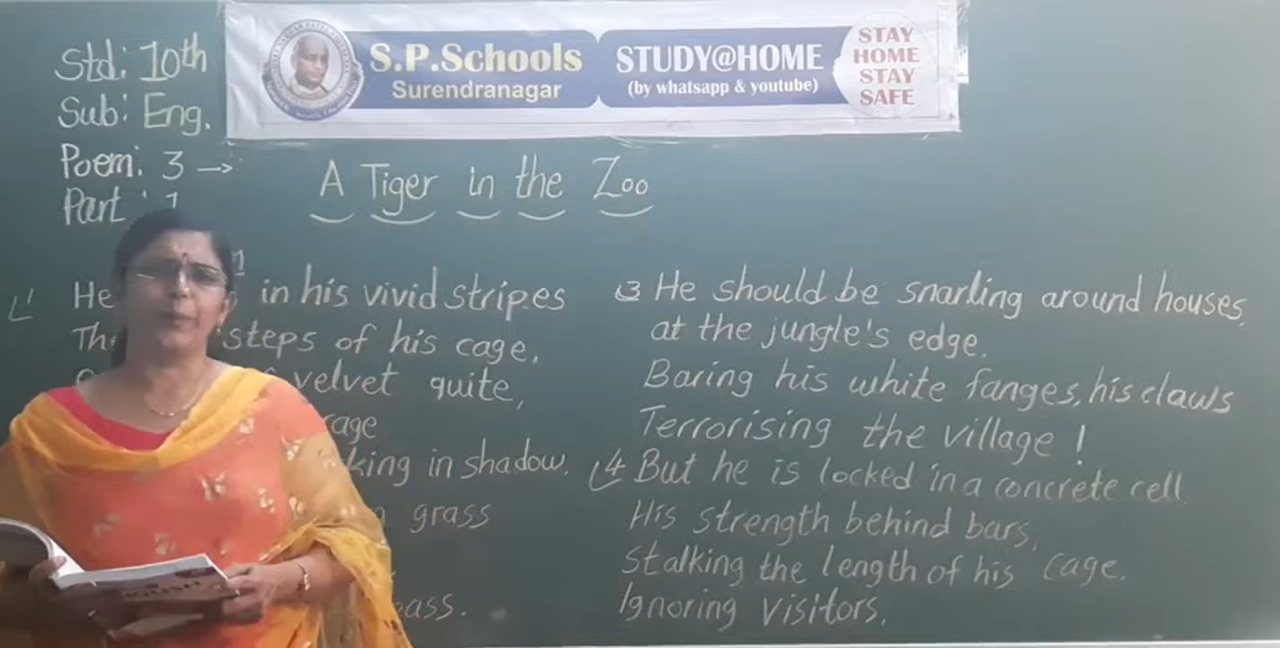 Std: 10th
Sub: Eng.
Poem: 3 →
Part : 1
S.P.Schools
Surendranagar
STUDY@HOME
(by whatsapp & youtube)
STAY
HOME
STAY
SAFE
A Tiger in the Zoo
1 He in his vivid stripes
steps of his cage.
velvet quite,
in shadow.
grass
3 He should be snarling around houses,
at the jungle's edge.
Baring his white fanges, his claws
Terrorising the village !
4 But he is locked in a concrete cell
His strength behind bars,
Stalking the length of his cage.
Ignoring visitors.